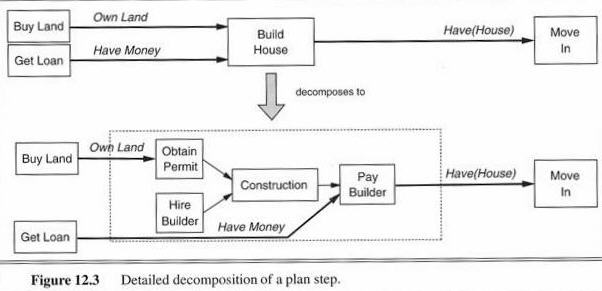 Buy Land
Own Land
Get Loan
Have Money
Build
House
Have(House)
Move
In
decomposes to
Buy Land
Own Land
Obtain
Permit
Hire
Builder
Construction
Pay
Builder
Have(House)
Move
In
Get Loan
Have Money
Figure 12.3 Detailed decomposition of a plan step.